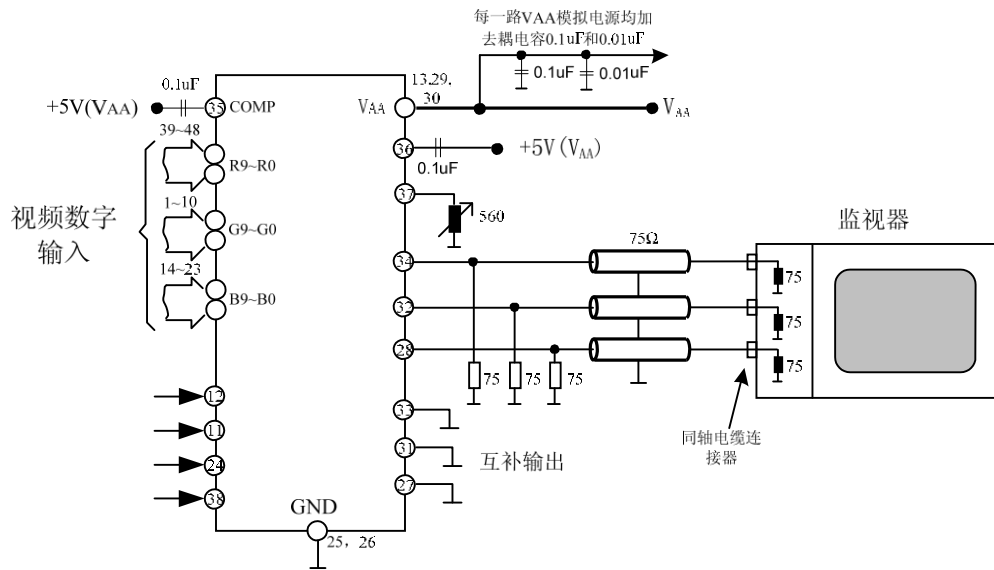 每一路VAA模拟电源均加
去耦电容0.1uF和0.01uF
0.1uF
0.01uF
0.1uF
+5V(VAA)
35
COMP
13.29.
30
VAA
VAA
39~48
R9~R0
36
0.1uF
+5V(VAA)
1~10
G9~G0
37
560
视频数字
输入
14~23
B9~B0
34
75Ω
监视器
75
32
75
28
75
75
75
75
12
33
11
31
互补输出
同轴电缆连
接器
24
27
38
GND
25，26